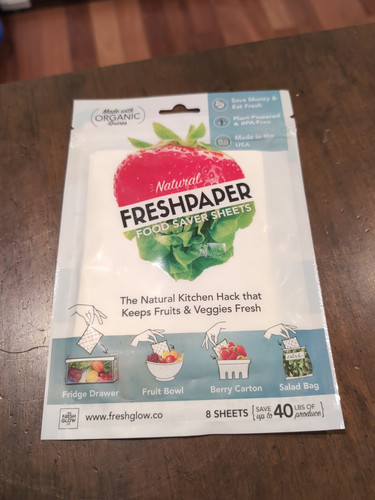 Made with
ORGANIC
Spices
Save Money &
Eat Fresh
Plant-Powered
& BPA-Free
Made in the
USA
Natural
FRESHPAPER
FOOD SAVER SHEETS
The Natural Kitchen Hack that
Keeps Fruits & Veggies Fresh
Fridge Drawer
Fruit Bowl
Berry Carton
Salad Bag
FRESH
GLOW
www.freshglow.co
8 SHEETS
SAVE up to 40 LBS OF produce